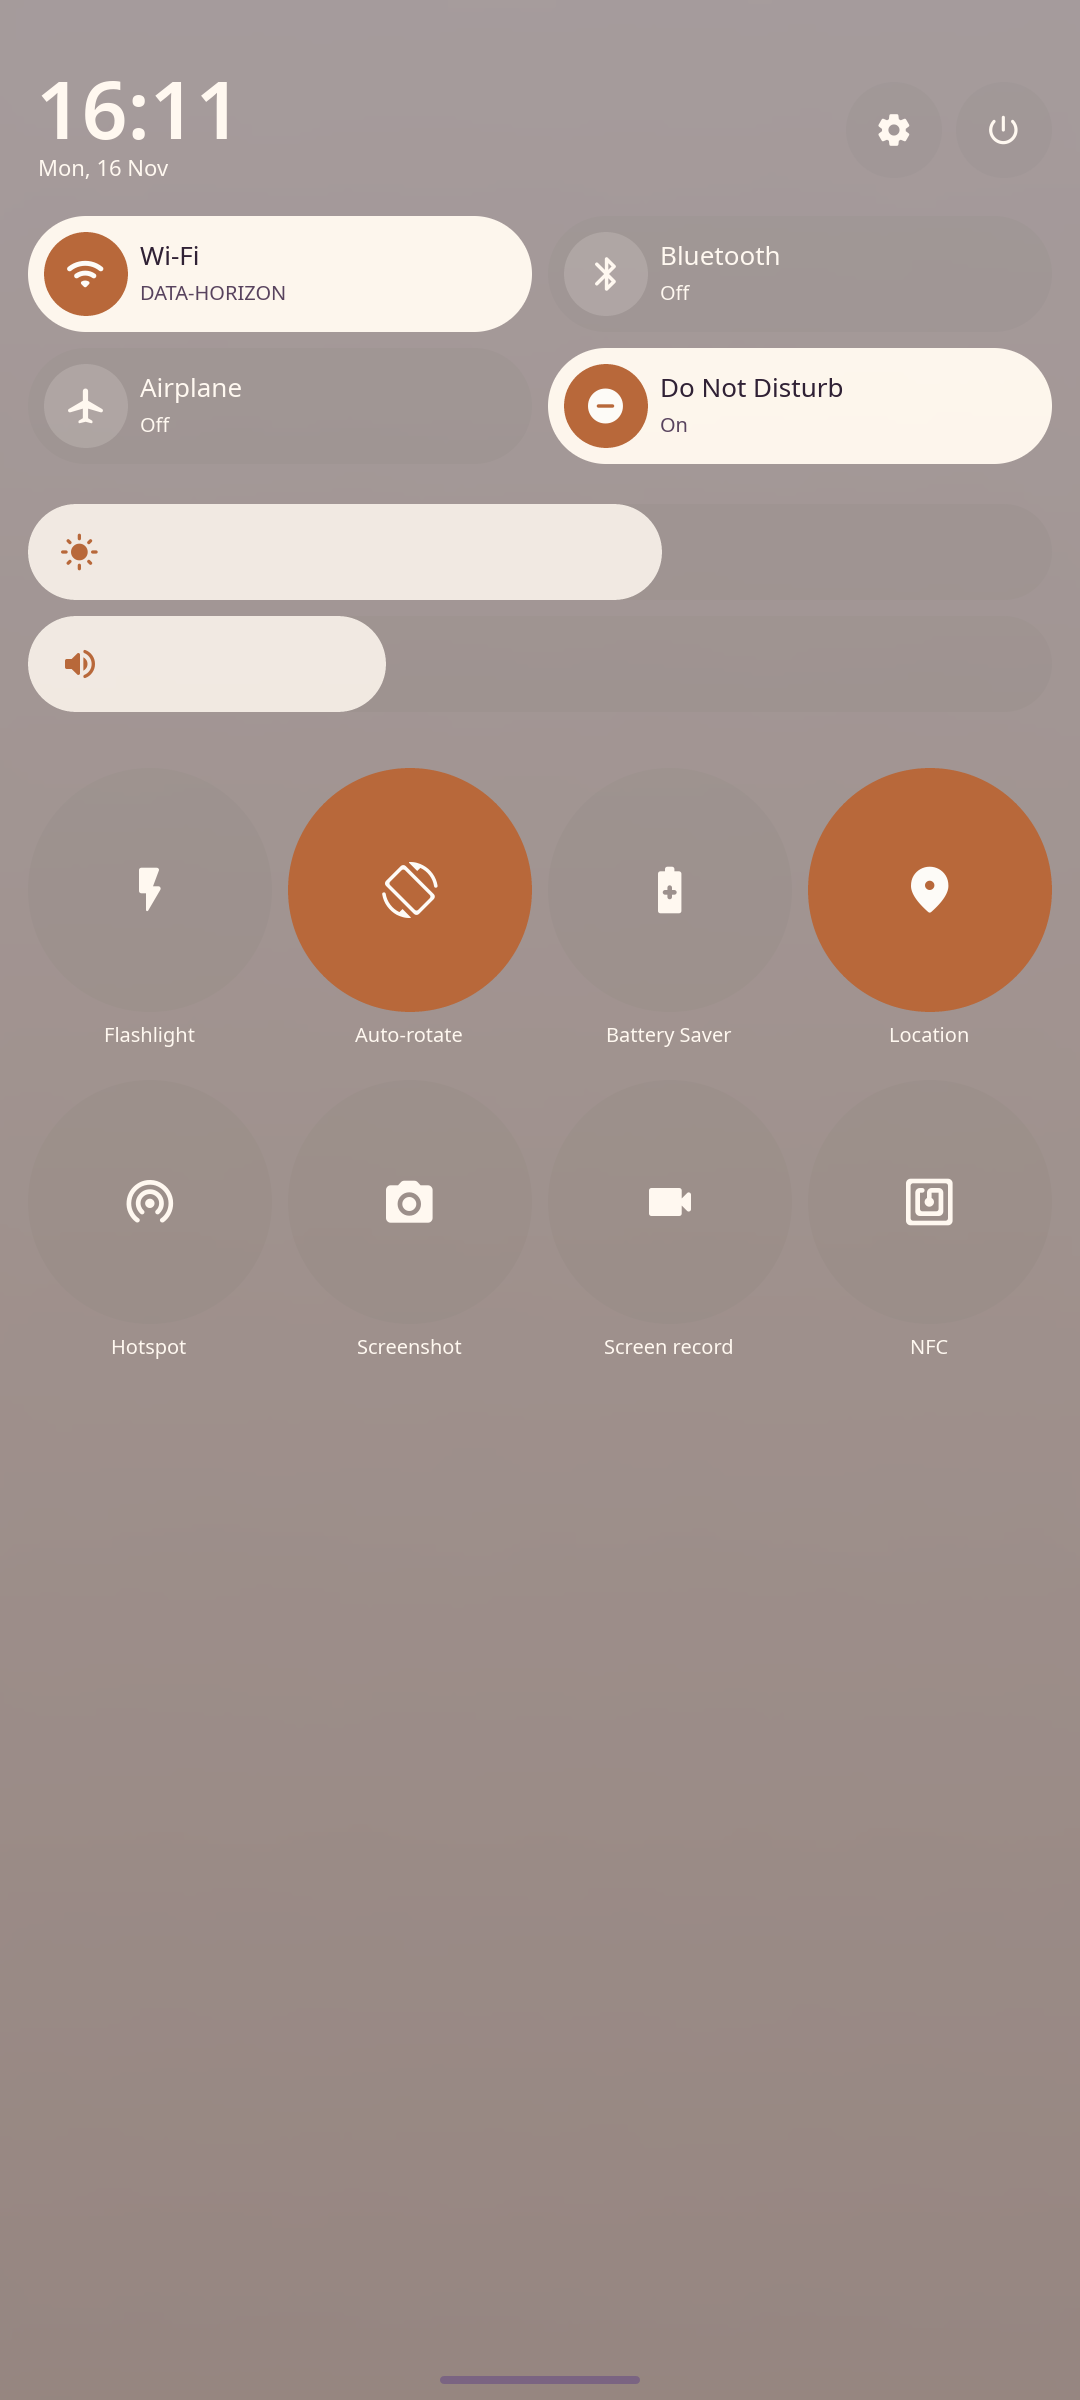 16:11
Mon, 16 Nov
Wi-Fi
DATA-HORIZON
Bluetooth
Off
Airplane
Off
Do Not Disturb
On
Flashlight
Auto-rotate
Battery Saver
Location
Hotspot
Screenshot
Screen record
NFC